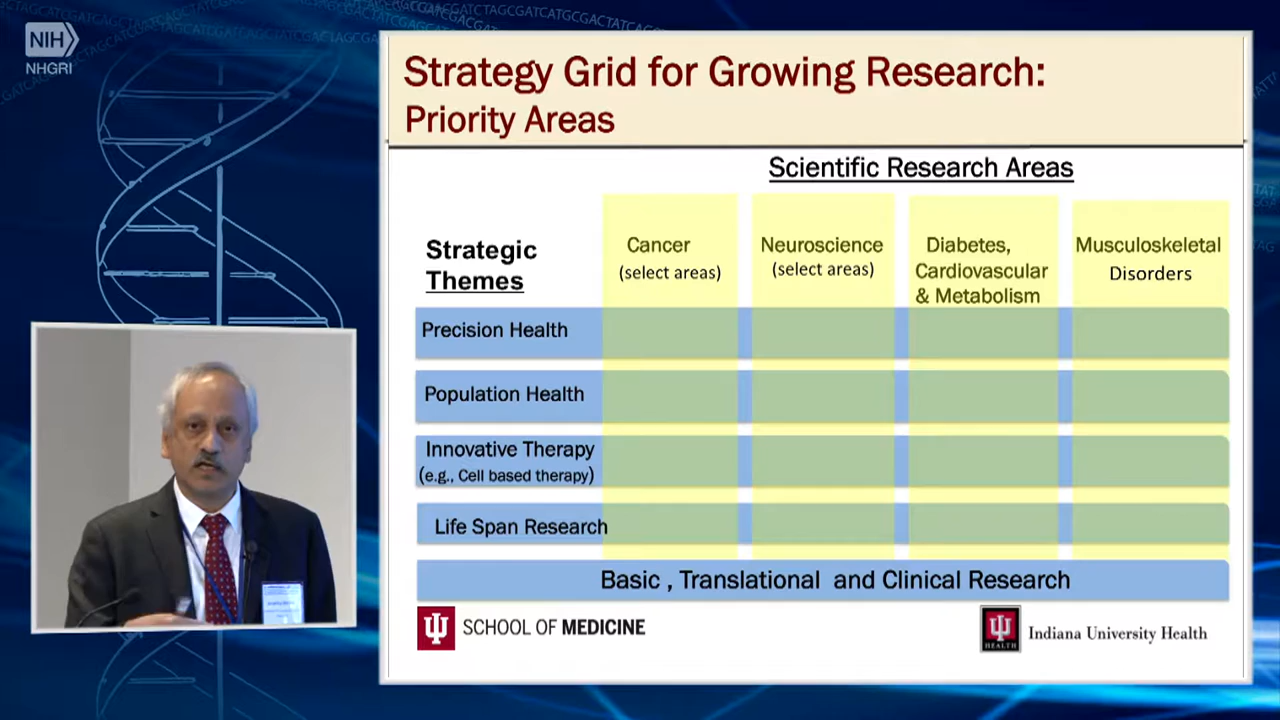 NIH
NHGRI
Strategy Grid for Growing Research:
Priority Areas
Scientific Research Areas
Strategic
Themes
Cancer
(select areas)
Neuroscience
(select areas)
Diabetes,
Cardiovascular
& Metabolism
Musculoskeletal
Disorders
Precision Health
Population Health
Innovative Therapy
(e.g., Cell based therapy)
Life Span Research
Basic , Translational and Clinical Research
SCHOOL OF MEDICINE
HEALTH
Indiana University Health